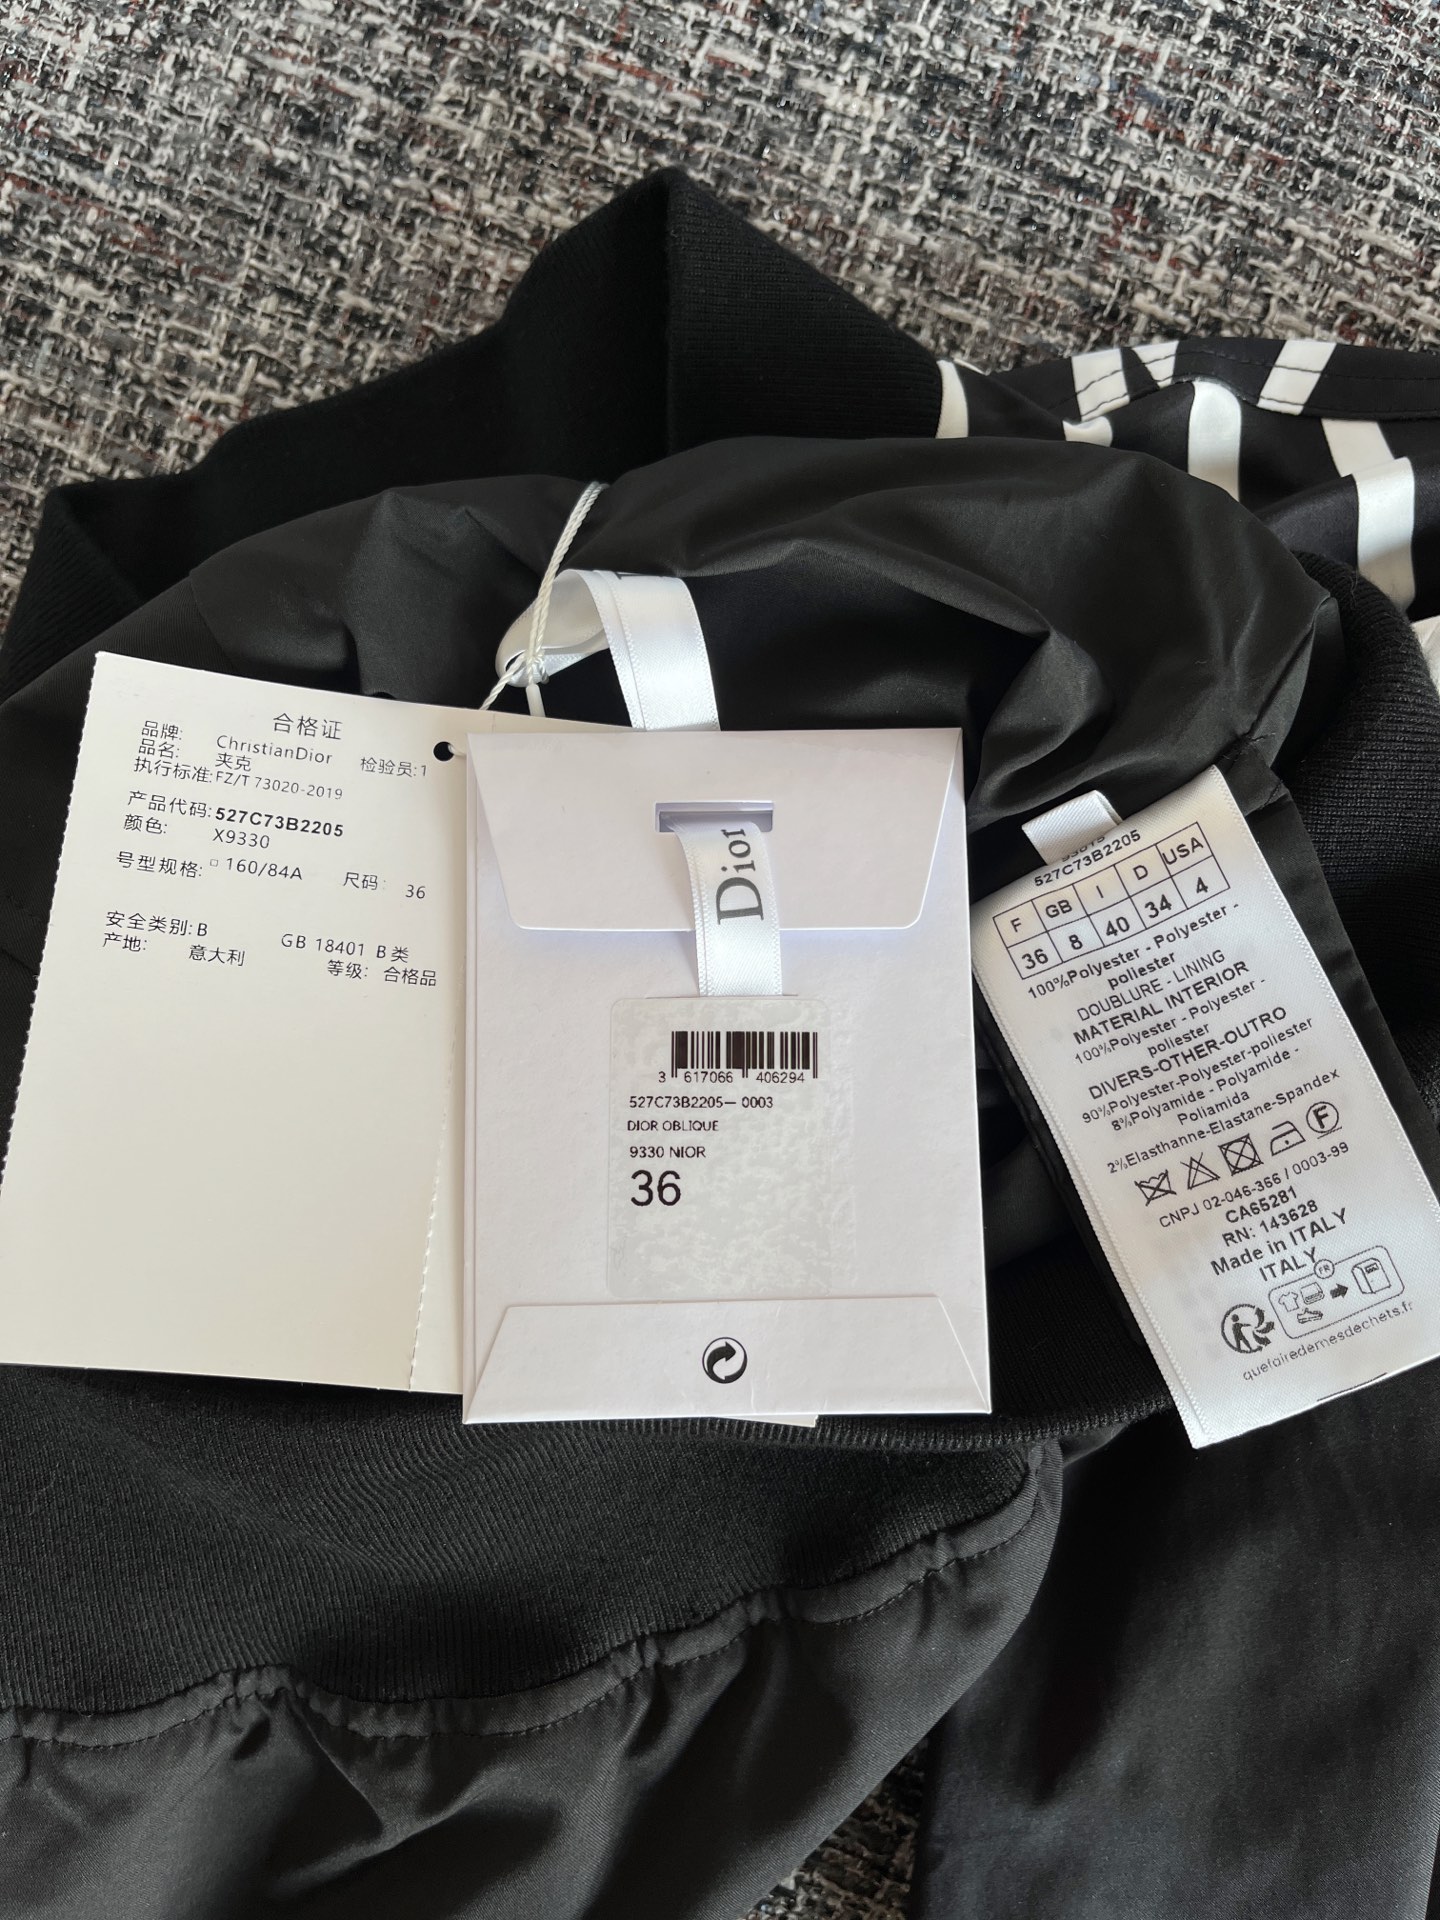 合格证
品牌: ChristianDior 检验员:1
品名: 夹克
执行标准:FZ/T 73020-2019
产品代码:527C73B2205
颜色: X9330
号型规格: 160/84A 尺码: 36
安全类别:B GB 18401 B类
产地: 意大利 等级: 合格品
Dior
3 617066 406294
527C73B2205- 0003
DIOR OBLIQUE
9330 NIOR
36
527C73B2205
F GB I D USA
36 8 40 34 4
100%Polyester - Polyester -
poliester
DOUBLURE - LINING
MATERIAL INTERIOR
100%Polyester - Polyester -
poliester
DIVERS-OTHER-OUTRO
90%Polyester-Polyester-poliester
8%Polyamide - Polyamide -
Poliamida
2%Elasthanne-Elastane-Spandex
F
CNPJ 02-046-366 / 0003-99
CA65281
RN: 143628
Made in ITALY
ITALY
FR
quefairedemesdechets.fr